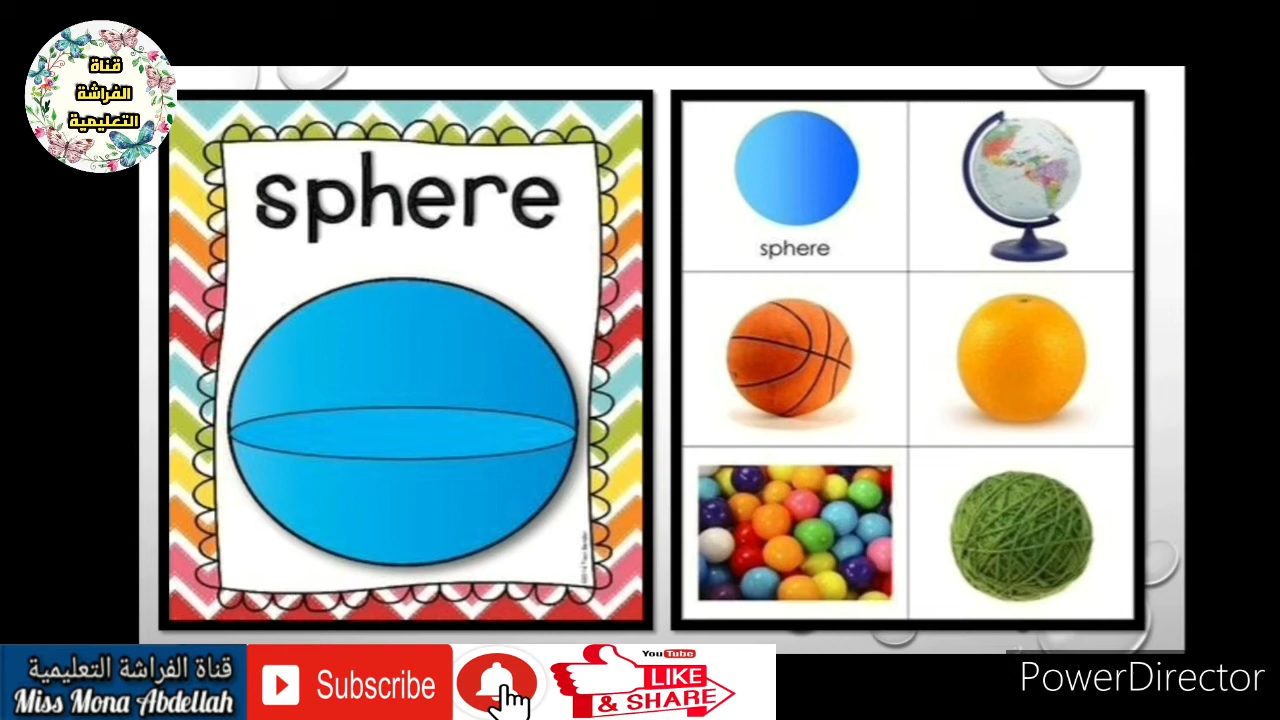 قناة
الفراشة
التعليمية
sphere
sphere
قناة الفراشة التعليمية
Miss Mona Abdellah
Subscribe
YouTube
LIKE
& SHARE
PowerDirector